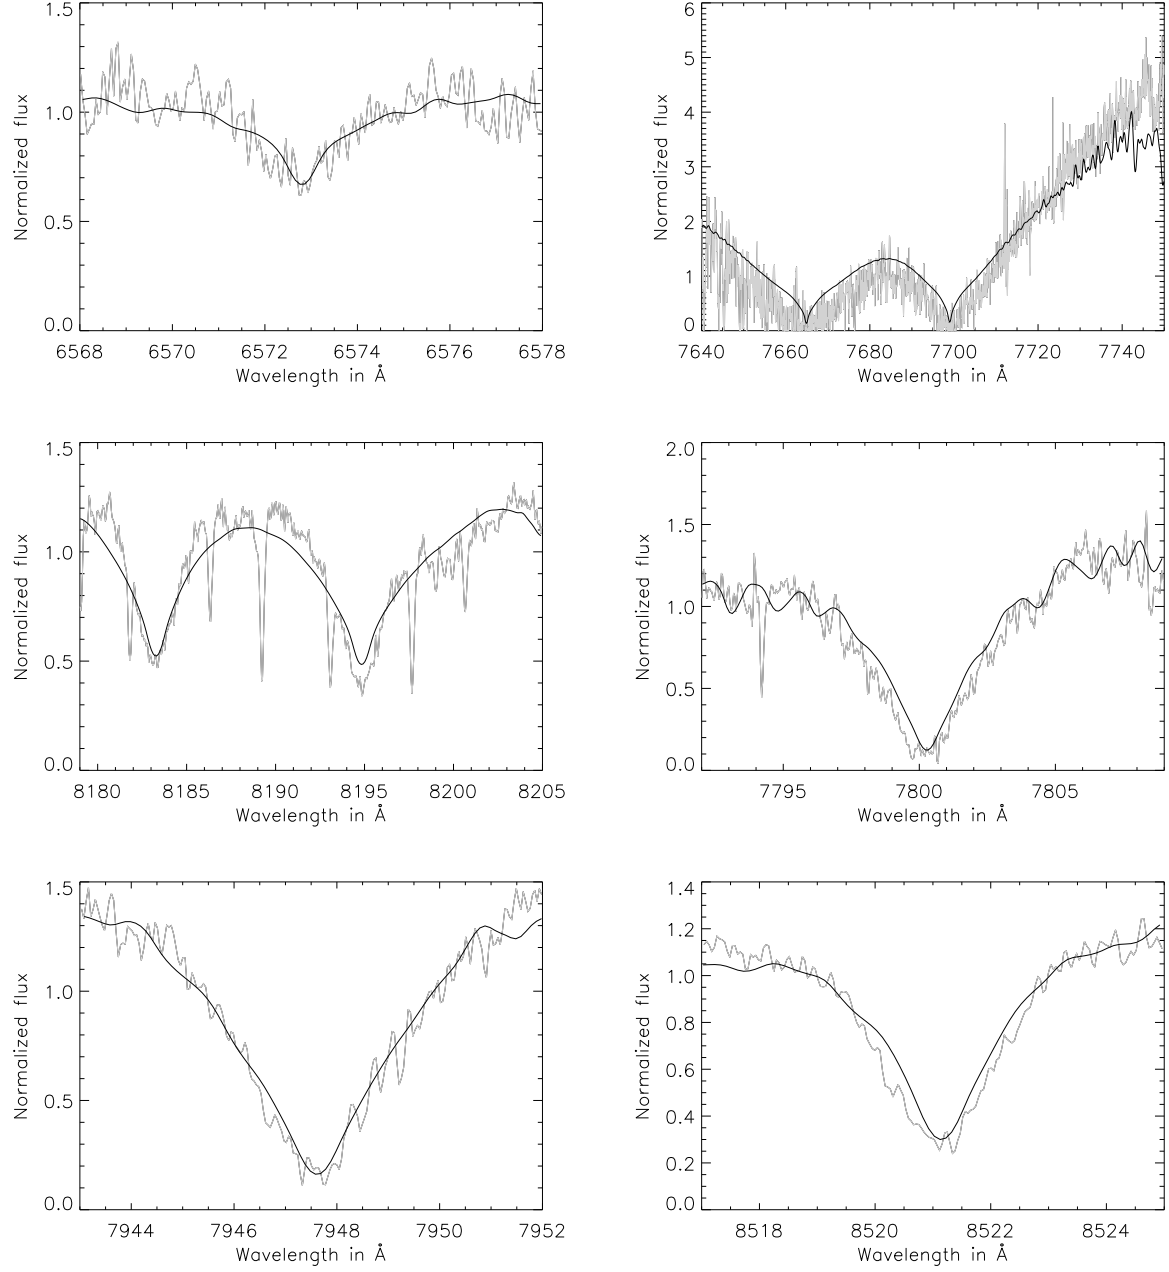 1.5
1.0
0.5
0.0
Normalized flux
6568 6570 6572 6574 6576 6578
Wavelength in Å
6
5
4
3
2
1
0
Normalized flux
7640 7660 7680 7700 7720 7740
Wavelength in Å
1.5
1.0
0.5
0.0
Normalized flux
8180 8185 8190 8195 8200 8205
Wavelength in Å
2.0
1.5
1.0
0.5
0.0
Normalized flux
7795 7800 7805
Wavelength in Å
1.5
1.0
0.5
0.0
Normalized flux
7944 7946 7948 7950 7952
Wavelength in Å
1.4
1.2
1.0
0.8
0.6
0.4
0.2
0.0
Normalized flux
8518 8520 8522 8524
Wavelength in Å